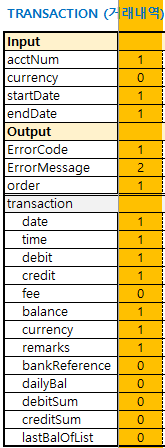 TRANSACTION (거래내역)
Input
acctNum 1
currency 0
startDate 1
endDate 1
Output
ErrorCode 1
ErrorMessage 2
order 1
transaction
date 1
time 1
debit 1
credit 1
fee 0
balance 1
currency 1
remarks 1
bankReference 0
dailyBal 0
debitSum 0
creditSum 0
lastBalOfList 0